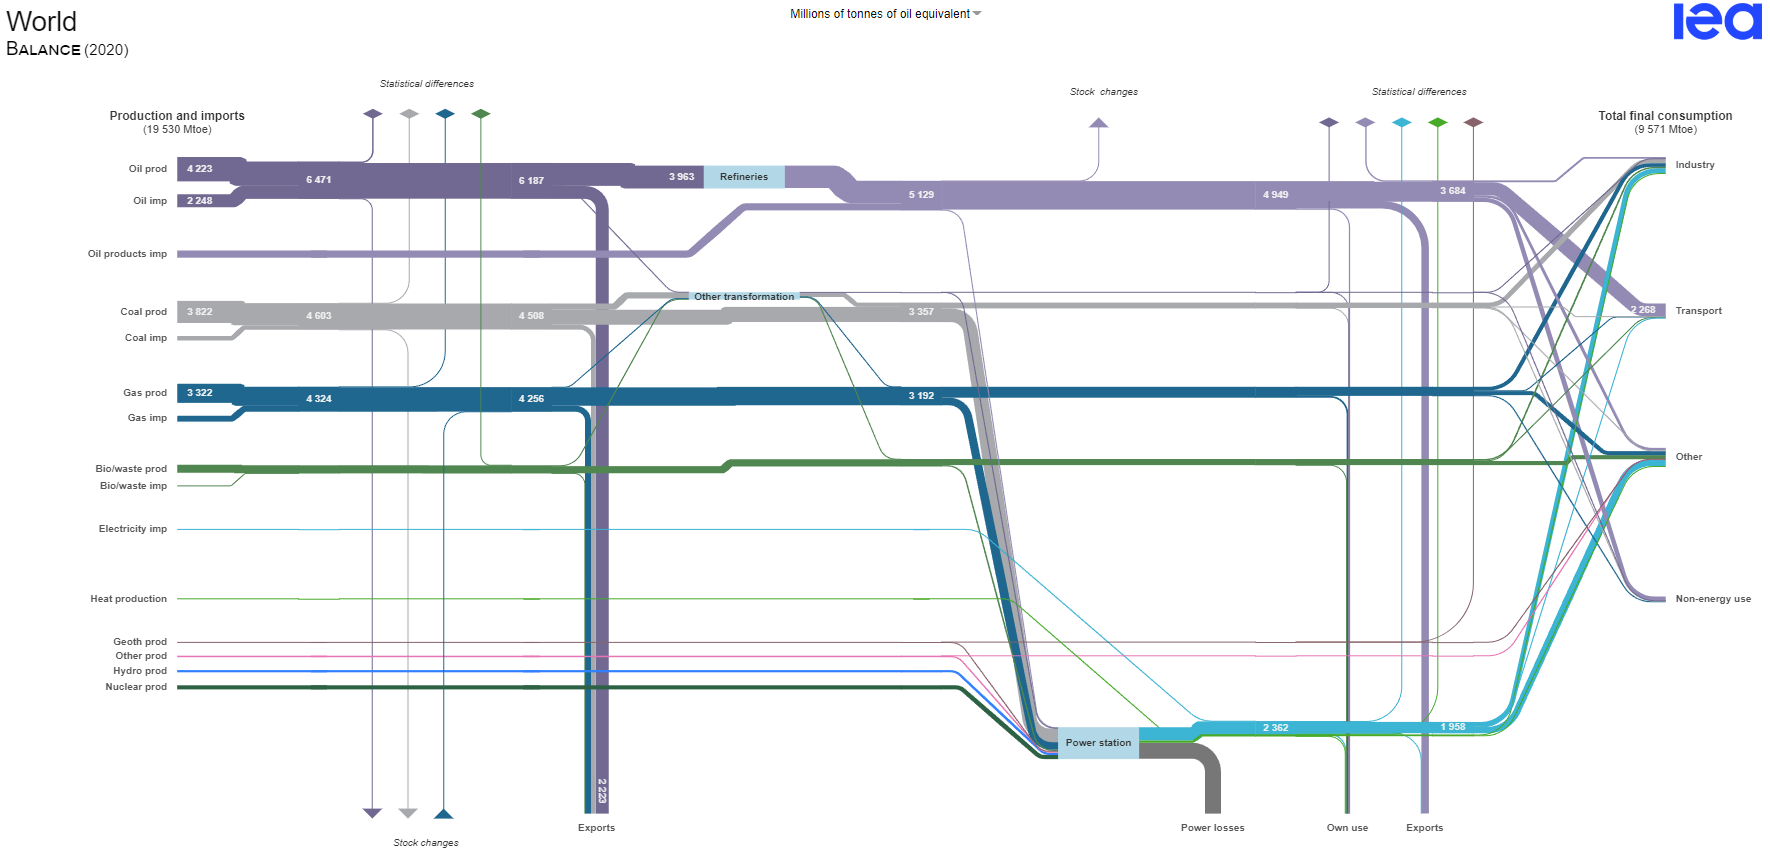 World
BALANCE (2020)
Millions of tonnes of oil equivalent
iea
Statistical differences
Stock changes
Statistical differences
Production and imports
(19 530 Mtoe)
Total final consumption
(9 571 Mtoe)
Oil prod
4 223
6 471
6 187
3 963
Refineries
5 129
4 949
3 684
Industry
Oil imp
2 248
Oil products imp
Other transformation
Coal prod
3 822
4 603
4 508
3 357
2 268
Transport
Coal imp
Gas prod
3 322
4 324
4 256
3 192
Gas imp
Other
Bio/waste prod
Bio/waste imp
Electricity imp
Heat production
Non-energy use
Geoth prod
Other prod
Hydro prod
Nuclear prod
2 362
1 958
Power station
2 223
Exports
Power losses
Own use
Exports
Stock changes